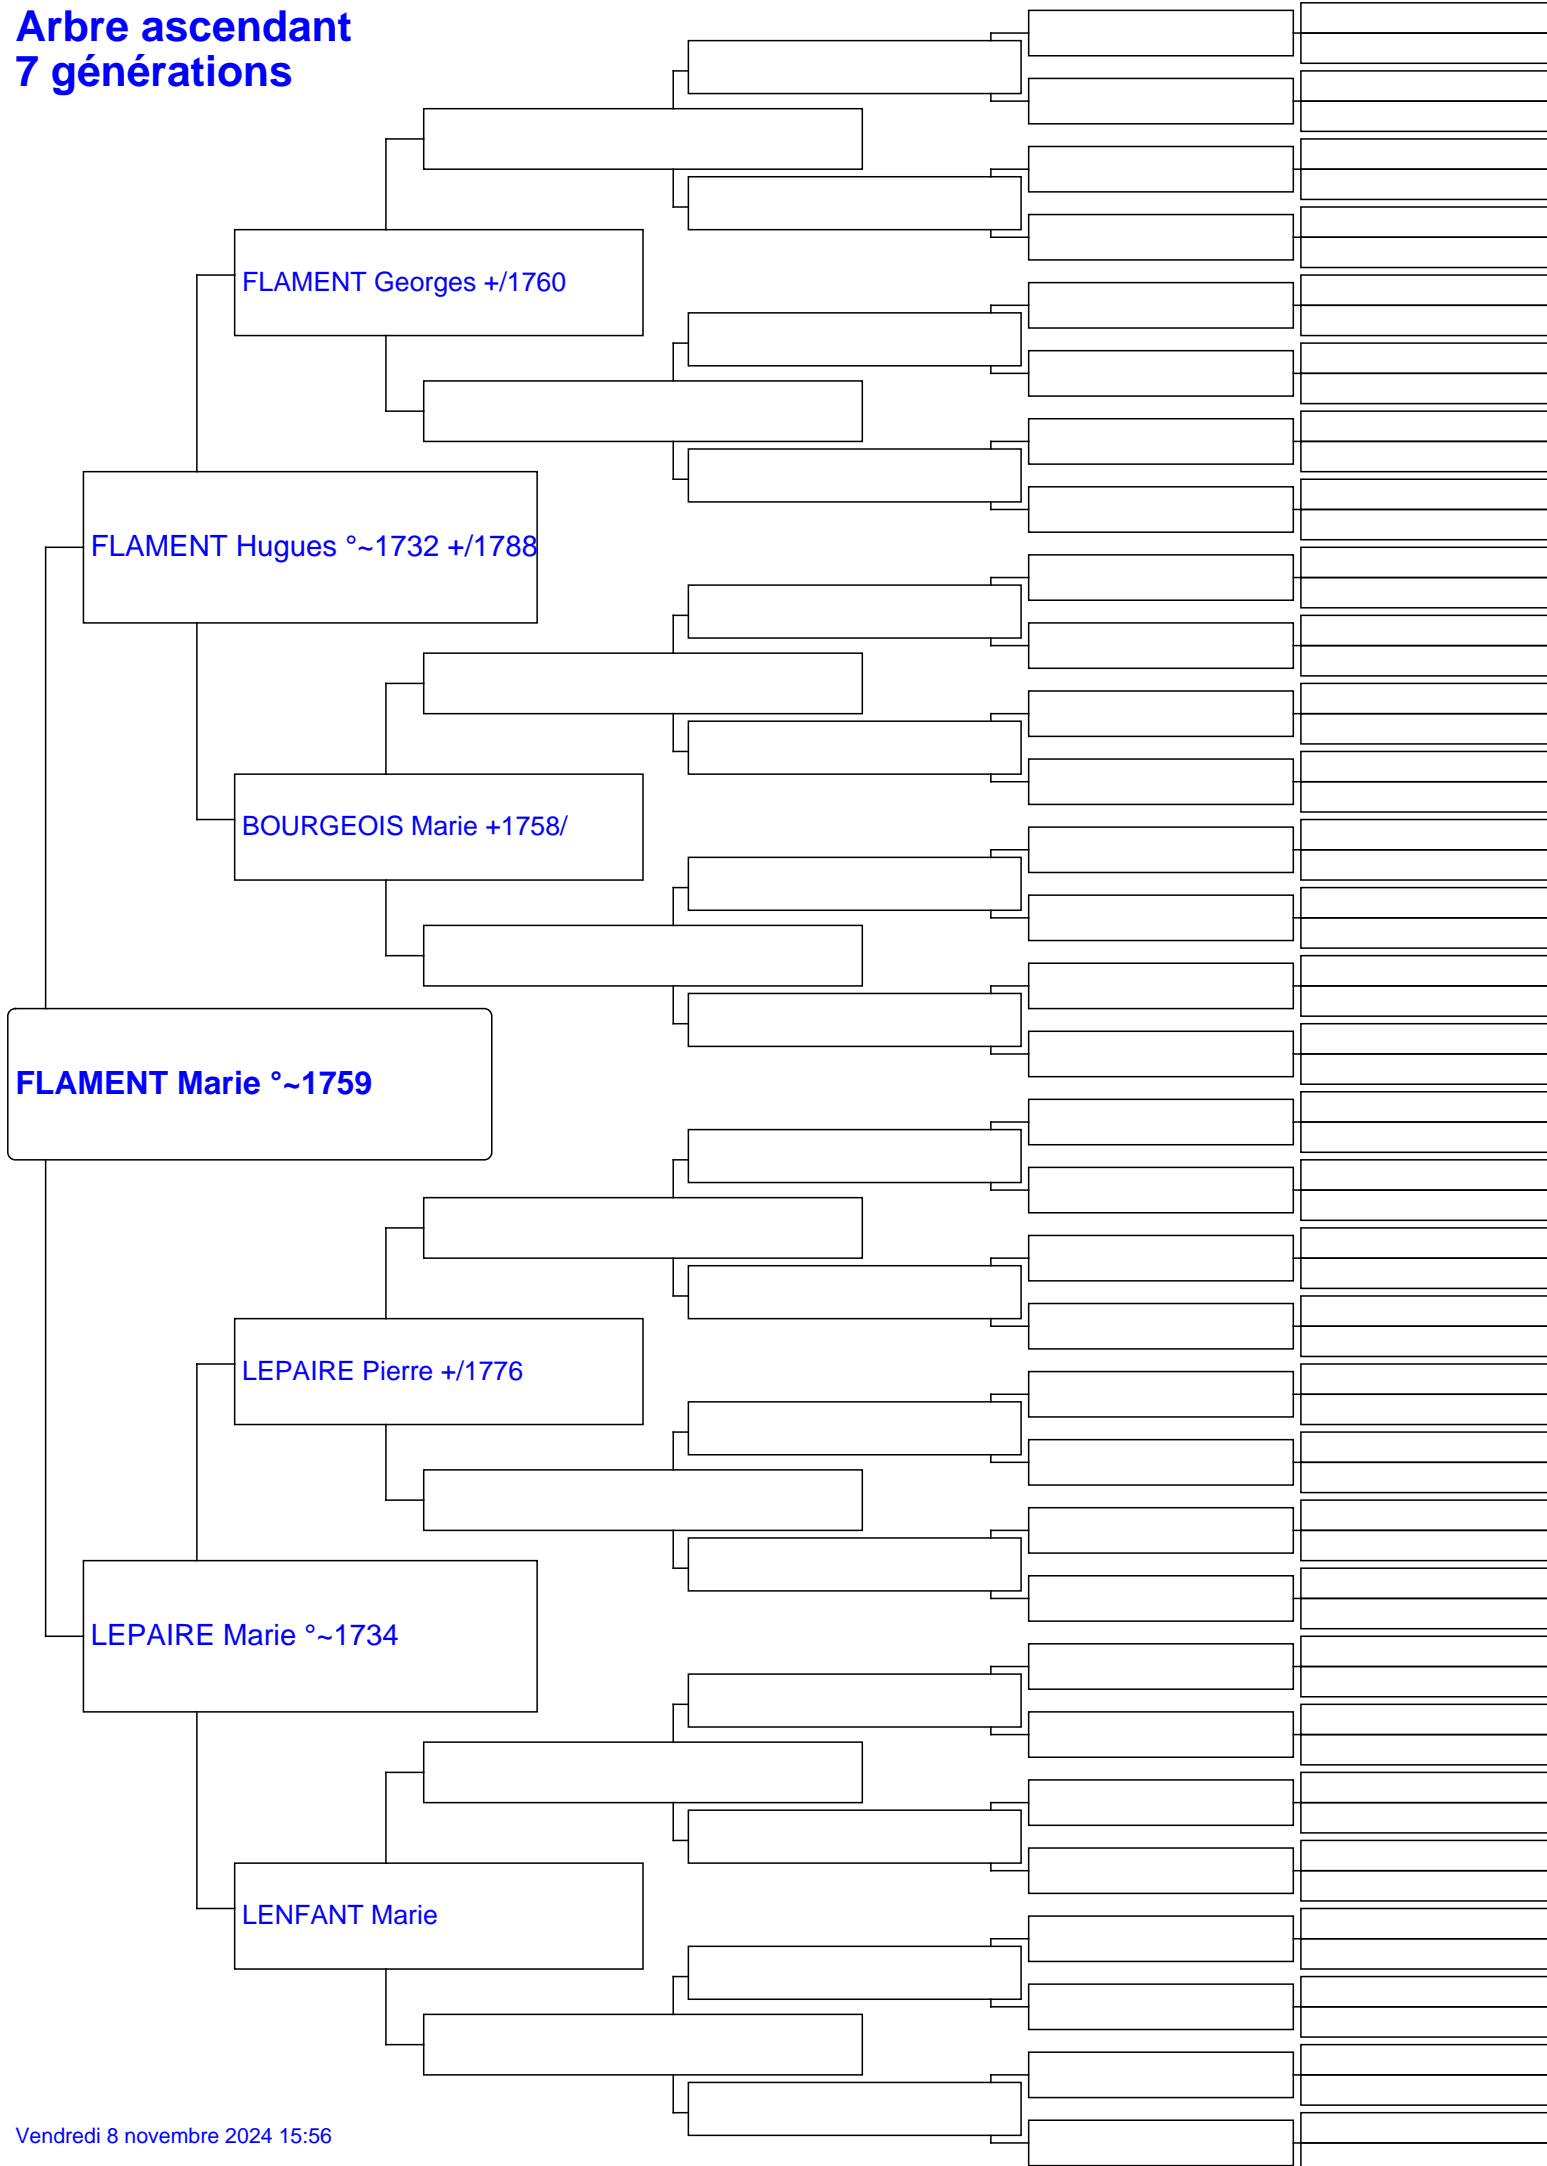 Arbre ascendant
7 générations
FLAMENT Georges +/1760
FLAMENT Hugues °~1732 +/1788
BOURGEOIS Marie +1758/
FLAMENT Marie °~1759
LEPAIRE Pierre +/1776
LEPAIRE Marie °~1734
LENFANT Marie
Vendredi 8 novembre 2024 15:56